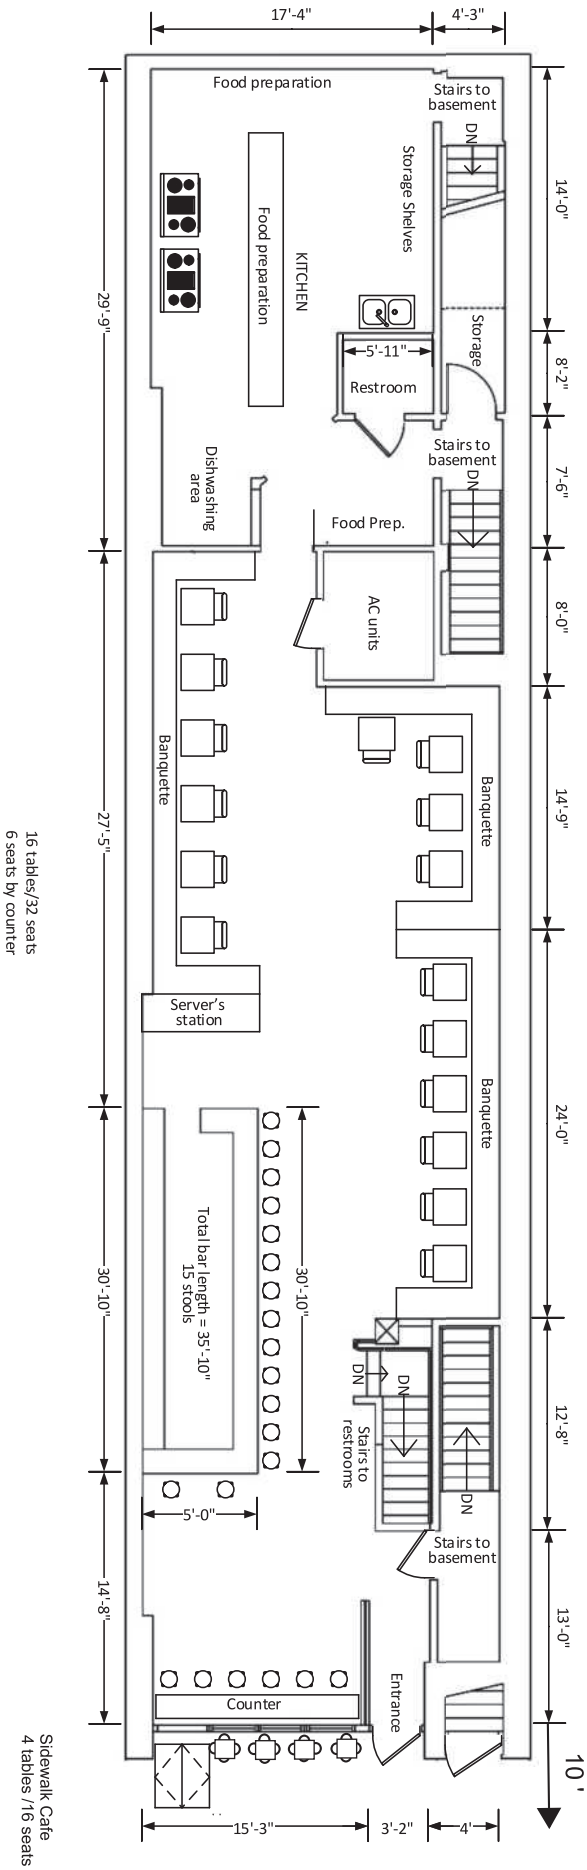 17'-4"
4'-3"
Food preparation
Stairs to
basement
DN
14'-0"
Storage Shelves
Food preparation
KITCHEN
29'-9"
Storage
8'-2"
5'-11"
Restroom
Stairs to
basement
DN
7'-6"
Dishwashing
area
Food Prep.
AC units
8'-0"
Banquette
27'-5"
Banquette
14'-9"
16 tables/32 seats
6 seats by counter
Server's
station
Banquette
24'-0"
30'-10"
Total bar length = 35'-10"
15 stools
30'-10"
DN
DN
Stairs to
restrooms
DN
12'-8"
5'-0"
Stairs to
basement
14'-8"
13'-0"
Entrance
Counter
10'
Sidewalk Cafe
4 tables /16 seats
15'-3"
3'-2"
4'